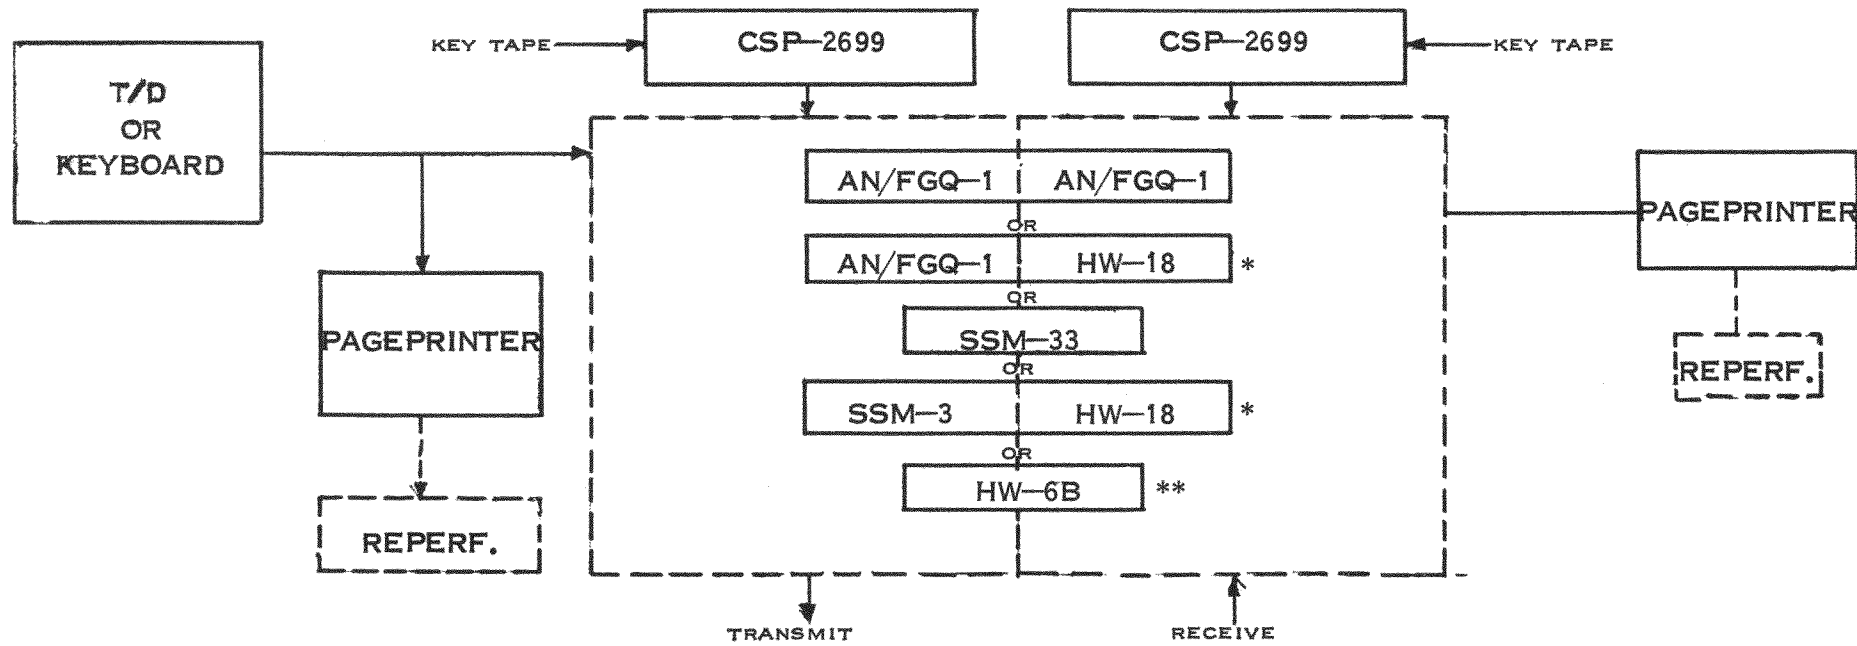 KEY TAPE
CSP-2699
CSP-2699
KEY TAPE
T/D
OR
KEYBOARD
AN/FGQ-1
AN/FGQ-1
OR
AN/FGQ-1
HW-18
*
OR
SSM-33
OR
SSM-3
HW-18
*
OR
HW-6B
**
PAGEPRINTER
REPERF.
PAGEPRINTER
REPERF.
TRANSMIT
RECEIVE